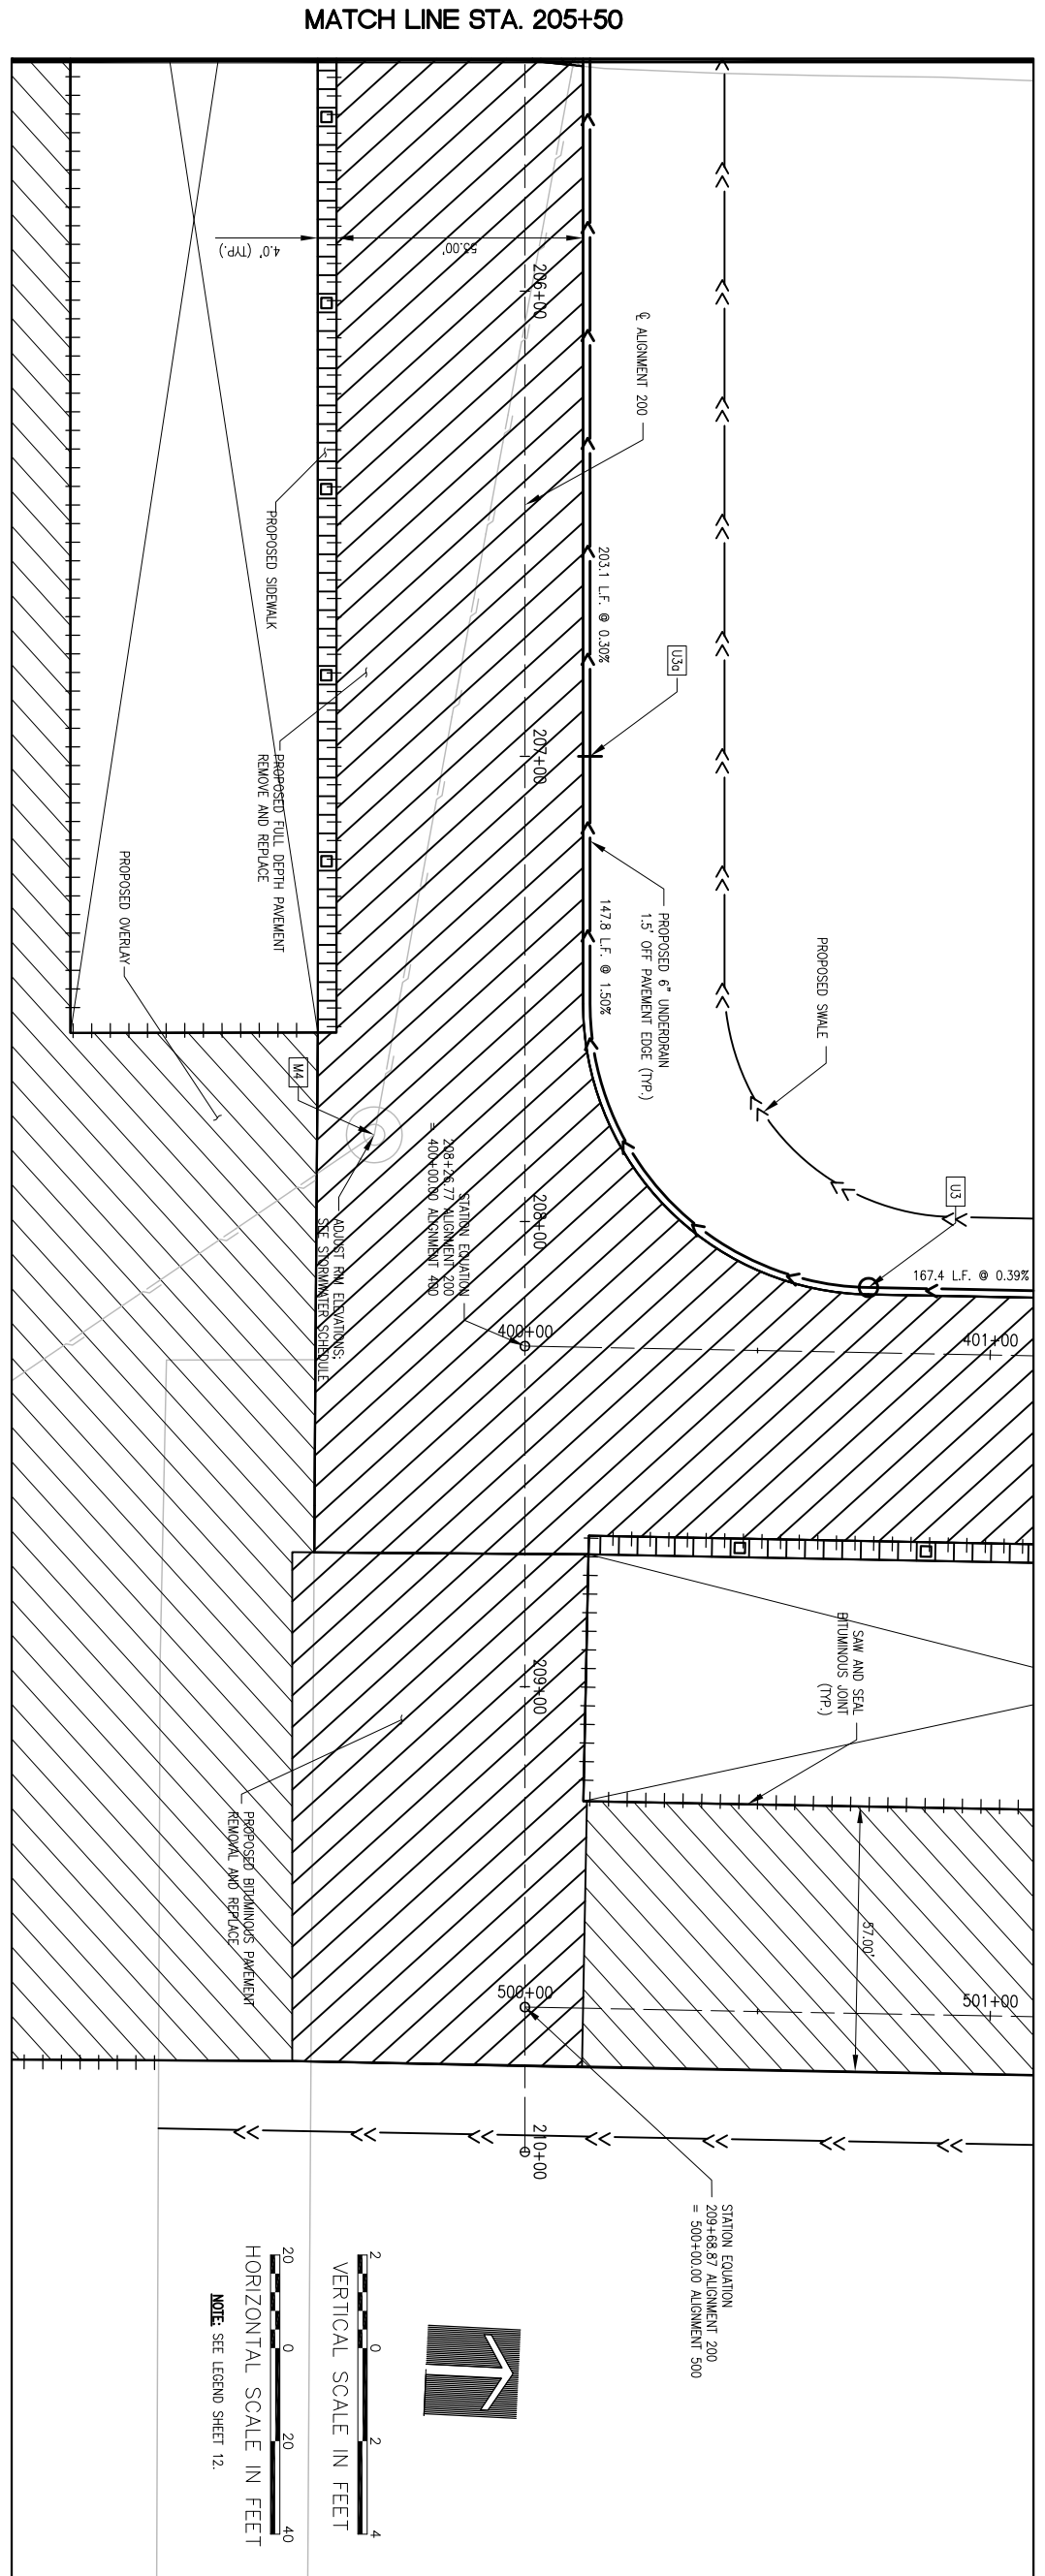 MATCH LINE STA. 205+50
4.0' (TYP.)
53.00'
206+00
℄ ALIGNMENT 200
PROPOSED SIDEWALK
203.1 L.F. @ 0.30%
U3a
207+00
PROPOSED FULL DEPTH PAVEMENT
REMOVE AND REPLACE
PROPOSED OVERLAY
147.8 L.F. @ 1.50%
PROPOSED 6" UNDERDRAIN
1.5' OFF PAVEMENT EDGE (TYP.)
PROPOSED SWALE
M4
U3
208+00
STATION EQUATION
208+26.77 ALIGNMENT 200
= 400+00.00 ALIGNMENT 400
ADJUST RIM ELEVATIONS;
SEE STORMWATER SCHEDULE
167.4 L.F. @ 0.39%
400+00
401+00
SAW AND SEAL
BITUMINOUS JOINT
(TYP.)
209+00
PROPOSED BITUMINOUS PAVEMENT
REMOVAL AND REPLACE
57.00'
500+00
501+00
210+00
STATION EQUATION
209+68.87 ALIGNMENT 200
= 500+00.00 ALIGNMENT 500
2 0 2 4
VERTICAL SCALE IN FEET
20 0 20 40
HORIZONTAL SCALE IN FEET
NOTE: SEE LEGEND SHEET 12.